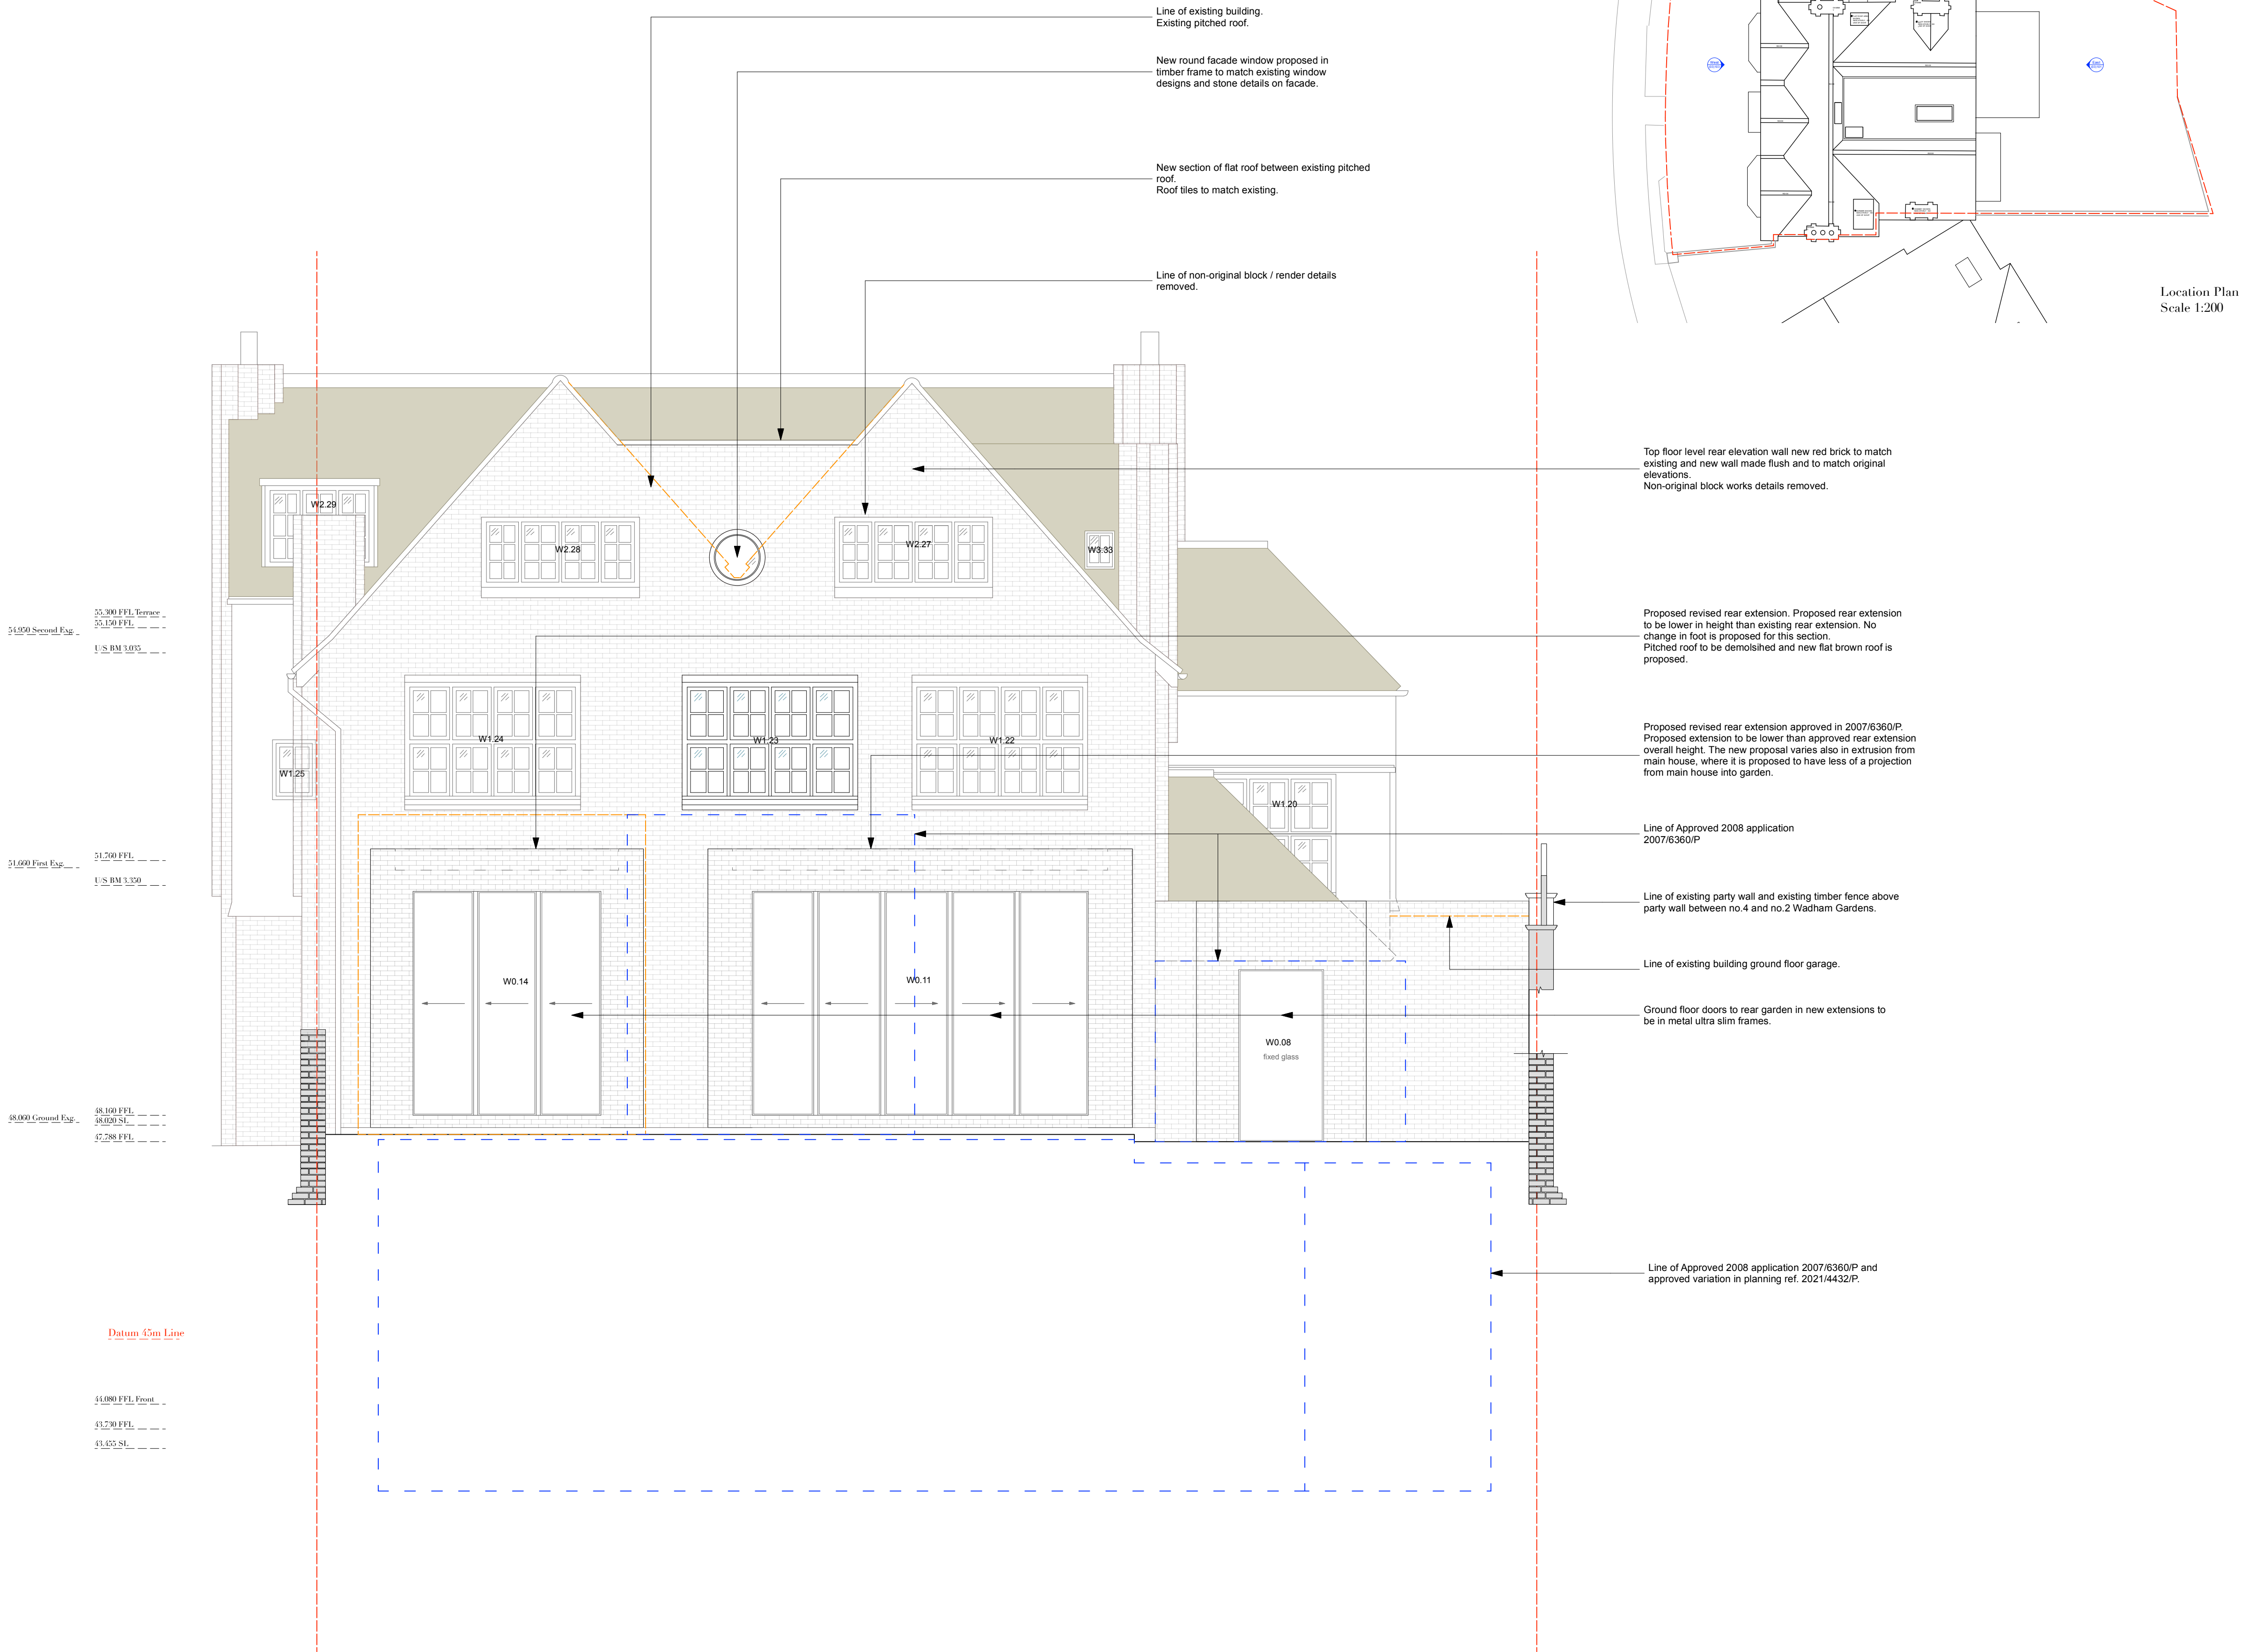 Line of existing building.
Existing pitched roof.
New round facade window proposed in
timber frame to match existing window
designs and stone details on facade.
New section of flat roof between existing pitched
roof.
Roof tiles to match existing.
Line of non-original block / render details
removed.
Location Plan
Scale 1:200
Top floor level rear elevation wall new red brick to match
existing and new wall made flush and to match original
elevations.
Non-original block works details removed.
W2.29
W2.28
W2.27
W3.33
55.300 FFL Terrace
55.150 FFL
54.950 Second Exg.
U/S BM 3.035
Proposed revised rear extension. Proposed rear extension
to be lower in height than existing rear extension. No
change in foot is proposed for this section.
Pitched roof to be demolsihed and new flat brown roof is
proposed.
Proposed revised rear extension approved in 2007/6360/P.
Proposed extension to be lower than approved rear extension
overall height. The new proposal varies also in extrusion from
main house, where it is proposed to have less of a projection
from main house into garden.
W1.25
W1.24
W1.23
W1.22
W1.20
Line of Approved 2008 application
2007/6360/P
51.760 FFL
51.660 First Exg.
U/S BM 3.350
Line of existing party wall and existing timber fence above
party wall between no.4 and no.2 Wadham Gardens.
Line of existing building ground floor garage.
W0.14
W0.11
Ground floor doors to rear garden in new extensions to
be in metal ultra slim frames.
W0.08
fixed glass
48.160 FFL
48.060 Ground Exg.
48.020 SL
47.788 FFL
Line of Approved 2008 application 2007/6360/P and
approved variation in planning ref. 2021/4432/P.
Datum 45m Line
44.080 FFL Front
43.730 FFL
43.455 SL